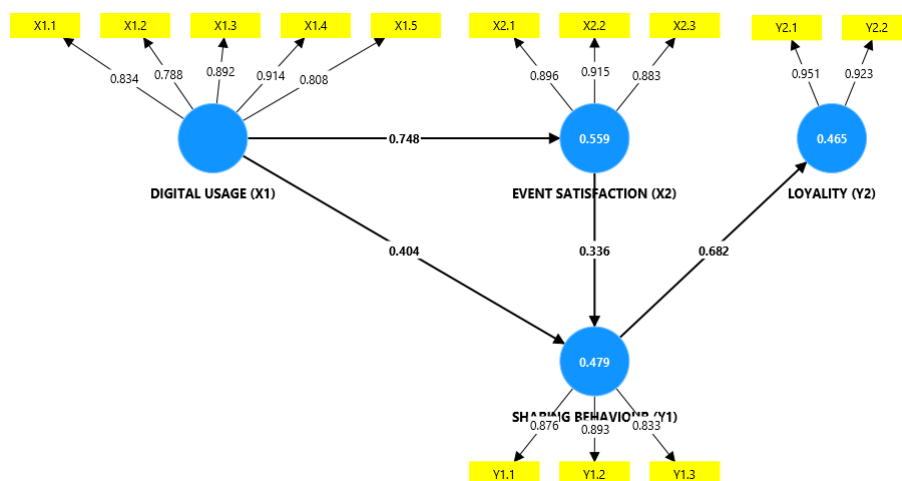 X1.1 X1.2 X1.3 X1.4 X1.5 X2.1 X2.2 X2.3 Y2.1 Y2.2
0.834 0.788 0.892 0.914 0.808 0.896 0.915 0.883 0.951 0.923
0.748 0.559 0.465
DIGITAL USAGE (X1) EVENT SATISFACTION (X2) LOYALITY (Y2)
0.404 0.336 0.682
0.479
SHARING BEHAVIOUR (Y1)
0.876 0.893 0.833
Y1.1 Y1.2 Y1.3